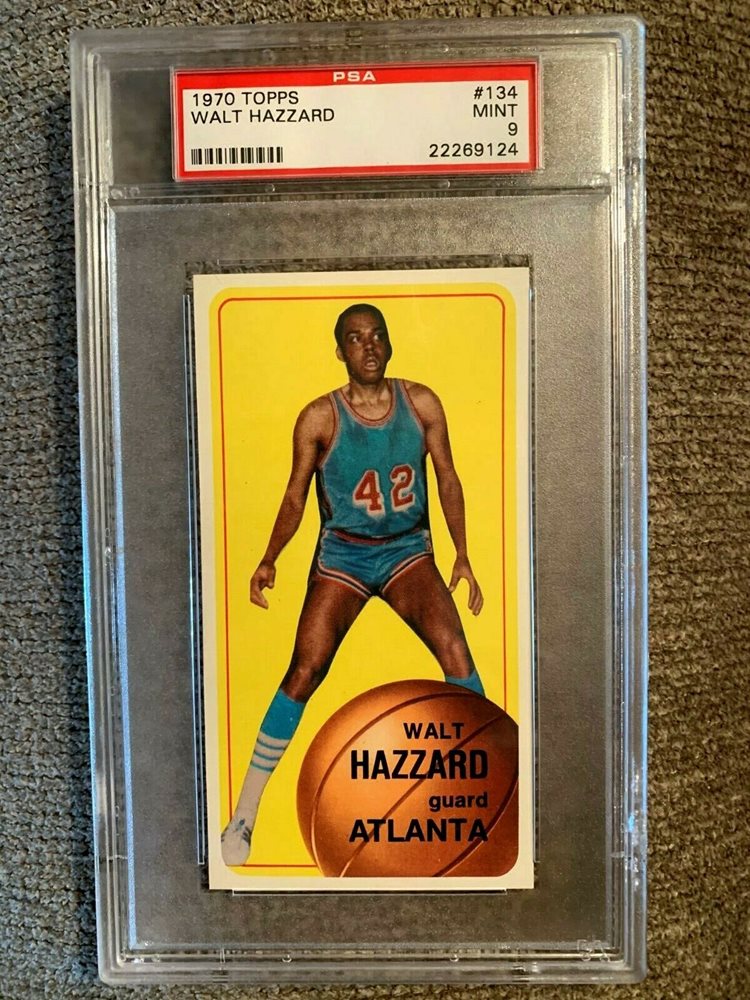 PSA
1970 TOPPS #134
WALT HAZZARD MINT
9
22269124
42
WALT
HAZZARD
guard
ATLANTA